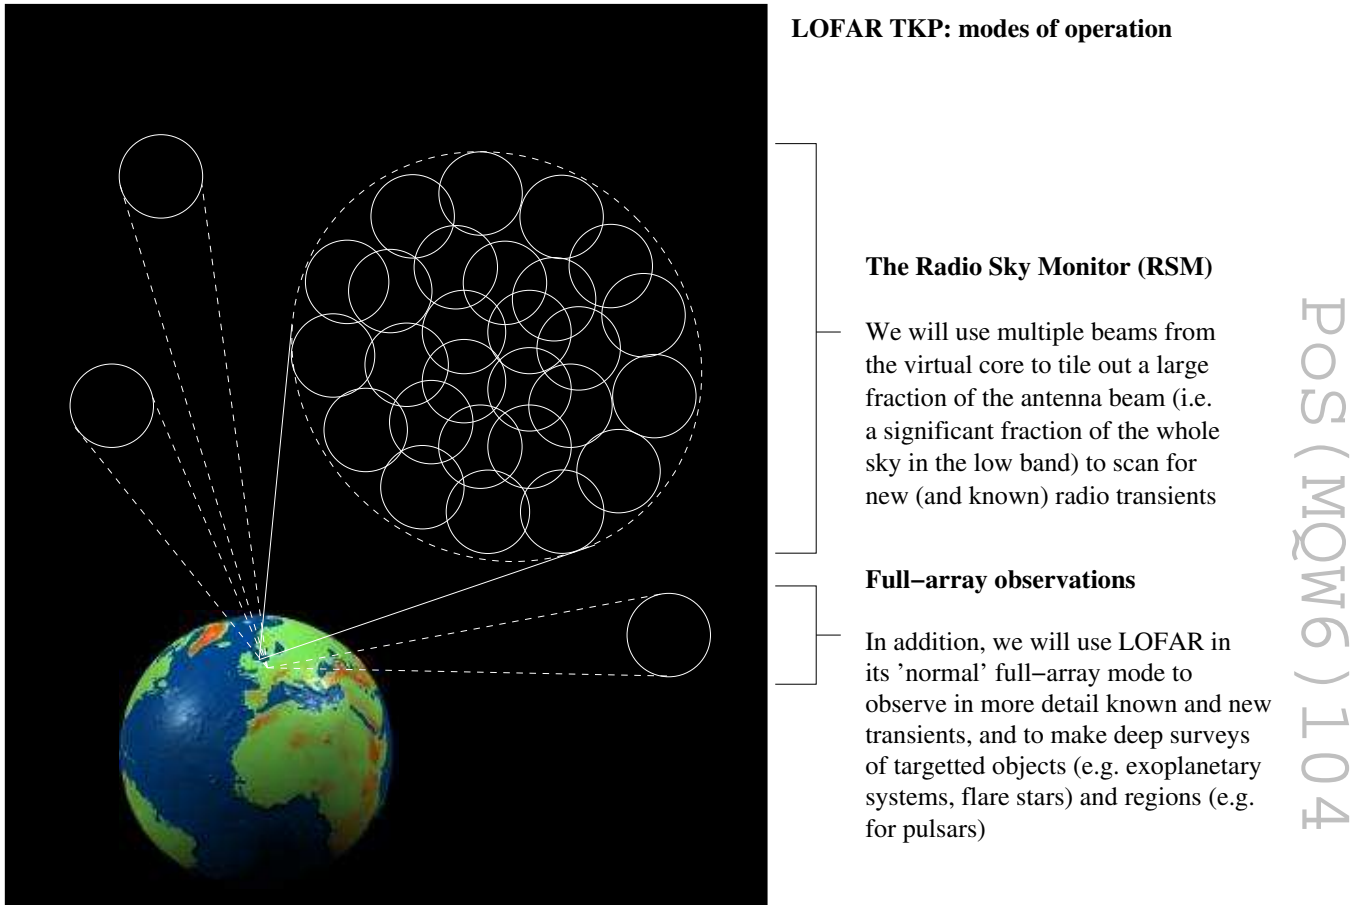 LOFAR TKP: modes of operation
The Radio Sky Monitor (RSM)
We will use multiple beams from
the virtual core to tile out a large
fraction of the antenna beam (i.e.
a significant fraction of the whole
sky in the low band) to scan for
new (and known) radio transients
Full−array observations
In addition, we will use LOFAR in
its ’normal’ full−array mode to
observe in more detail known and new
transients, and to make deep surveys
of targetted objects (e.g. exoplanetary
systems, flare stars) and regions (e.g.
for pulsars)
PoS(MQW6)104